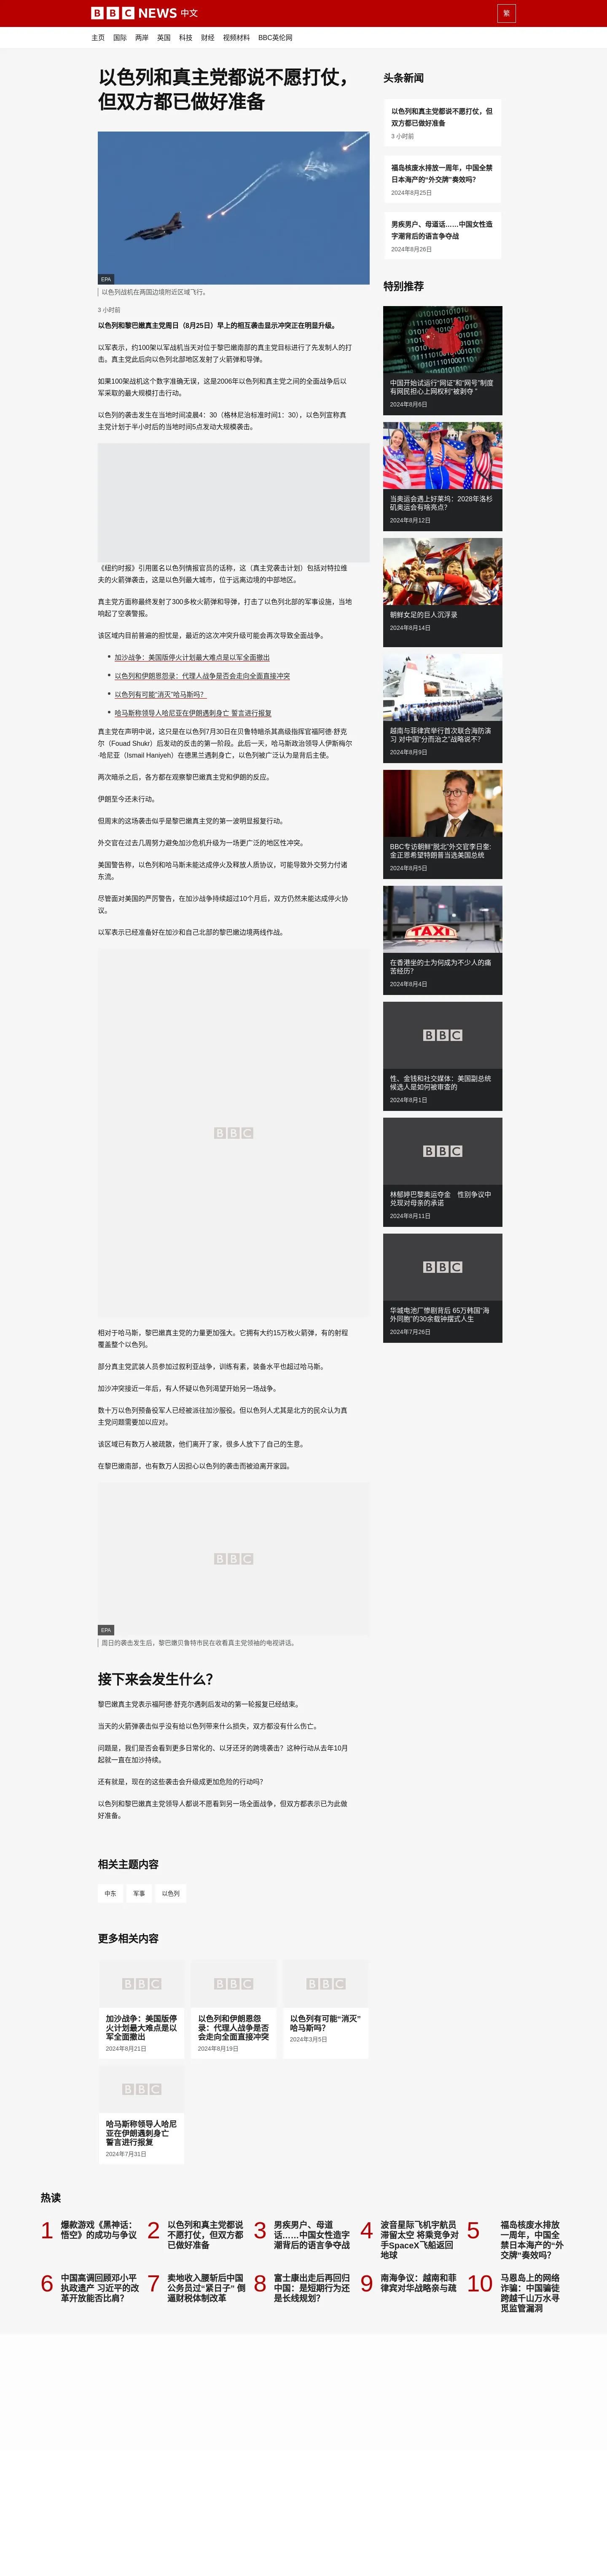 BBC NEWS 中文
繁
主页 国际 两岸 英国 科技 财经 视频材料 BBC英伦网
以色列和真主党都说不愿打仗，
但双方都已做好准备
EPA
以色列战机在两国边境附近区域飞行。
3 小时前
以色列和黎巴嫩真主党周日（8月25日）早上的相互袭击显示冲突正在明显升级。
以军表示，约100架以军战机当天对位于黎巴嫩南部的真主党目标进行了先发制人的打
击。真主党此后向以色列北部地区发射了火箭弹和导弹。
如果100架战机这个数字准确无误，这是2006年以色列和真主党之间的全面战争后以
军采取的最大规模打击行动。
以色列的袭击发生在当地时间凌晨4：30（格林尼治标准时间1：30），以色列宣称真
主党计划于半小时后的当地时间5点发动大规模袭击。
《纽约时报》引用匿名以色列情报官员的话称，这（真主党袭击计划）包括对特拉维
夫的火箭弹袭击，这是以色列最大城市，位于远离边境的中部地区。
真主党方面称最终发射了300多枚火箭弹和导弹，打击了以色列北部的军事设施，当地
响起了空袭警报。
该区域内目前普遍的担忧是，最近的这次冲突升级可能会再次导致全面战争。
加沙战争：美国版停火计划最大难点是以军全面撤出
以色列和伊朗恩怨录：代理人战争是否会走向全面直接冲突
以色列有可能“消灭”哈马斯吗？
哈马斯称领导人哈尼亚在伊朗遇刺身亡 誓言进行报复
真主党在声明中说，这只是在以色列7月30日在贝鲁特暗杀其高级指挥官福阿德·舒克
尔（Fouad Shukr）后发动的反击的第一阶段。此后一天，哈马斯政治领导人伊斯梅尔
·哈尼亚（Ismail Haniyeh）在德黑兰遇刺身亡，以色列被广泛认为是背后主使。
两次暗杀之后，各方都在观察黎巴嫩真主党和伊朗的反应。
伊朗至今还未行动。
但周末的这场袭击似乎是黎巴嫩真主党的第一波明显报复行动。
外交官在过去几周努力避免加沙危机升级为一场更广泛的地区性冲突。
美国警告称，以色列和哈马斯未能达成停火及释放人质协议，可能导致外交努力付诸
东流。
尽管面对美国的严厉警告，在加沙战争持续超过10个月后，双方仍然未能达成停火协
议。
以军表示已经准备好在加沙和自己北部的黎巴嫩边境两线作战。
BBC
相对于哈马斯，黎巴嫩真主党的力量更加强大。它拥有大约15万枚火箭弹，有的射程
覆盖整个以色列。
部分真主党武装人员参加过叙利亚战争，训练有素，装备水平也超过哈马斯。
加沙冲突接近一年后，有人怀疑以色列渴望开始另一场战争。
数十万以色列预备役军人已经被派往加沙服役。但以色列人尤其是北方的民众认为真
主党问题需要加以应对。
该区域已有数万人被疏散，他们离开了家，很多人放下了自己的生意。
在黎巴嫩南部，也有数万人因担心以色列的袭击而被迫离开家园。
BBC
EPA
周日的袭击发生后，黎巴嫩贝鲁特市民在收看真主党领袖的电视讲话。
接下来会发生什么？
黎巴嫩真主党表示福阿德·舒克尔遇刺后发动的第一轮报复已经结束。
当天的火箭弹袭击似乎没有给以色列带来什么损失，双方都没有什么伤亡。
问题是，我们是否会看到更多日常化的、以牙还牙的跨境袭击？这种行动从去年10月
起就一直在加沙持续。
还有就是，现在的这些袭击会升级成更加危险的行动吗？
以色列和黎巴嫩真主党领导人都说不愿看到另一场全面战争，但双方都表示已为此做
好准备。
相关主题内容
中东 军事 以色列
更多相关内容
BBC
加沙战争：美国版停
火计划最大难点是以
军全面撤出
2024年8月21日
BBC
以色列和伊朗恩怨
录：代理人战争是否
会走向全面直接冲突
2024年8月19日
BBC
以色列有可能“消灭”
哈马斯吗？
2024年3月5日
BBC
哈马斯称领导人哈尼
亚在伊朗遇刺身亡
誓言进行报复
2024年7月31日
头条新闻
以色列和真主党都说不愿打仗，但
双方都已做好准备
3 小时前
福岛核废水排放一周年，中国全禁
日本海产的“外交牌”奏效吗？
2024年8月25日
男疾男户、母道话……中国女性造
字潮背后的语言争夺战
2024年8月26日
特别推荐
中国开始试运行“网证”和“网号”制度
有网民担心上网权利“被剥夺 ”
2024年8月6日
当奥运会遇上好莱坞：2028年洛杉
矶奥运会有啥亮点？
2024年8月12日
朝鲜女足的巨人沉浮录
2024年8月14日
越南与菲律宾举行首次联合海防演
习 对中国“分而治之”战略说不？
2024年8月9日
BBC专访朝鲜“脱北”外交官李日奎:
金正恩希望特朗普当选美国总统
2024年8月5日
TAXI
在香港坐的士为何成为不少人的痛
苦经历？
2024年8月4日
BBC
性、金钱和社交媒体：美国副总统
候选人是如何被审查的
2024年8月1日
BBC
林郁婷巴黎奥运夺金　性别争议中
兑现对母亲的承诺
2024年8月11日
BBC
华城电池厂惨剧背后 65万韩国“海
外同胞”的30余载钟摆式人生
2024年7月26日
热读
1 爆款游戏《黑神话：
悟空》的成功与争议
2 以色列和真主党都说
不愿打仗，但双方都
已做好准备
3 男疾男户、母道
话……中国女性造字
潮背后的语言争夺战
4 波音星际飞机宇航员
滞留太空 将乘竞争对
手SpaceX飞船返回
地球
5 福岛核废水排放
一周年，中国全
禁日本海产的“外
交牌”奏效吗？
6 中国高调回顾邓小平
执政遗产 习近平的改
革开放能否比肩？
7 卖地收入腰斩后中国
公务员过“紧日子” 倒
逼财税体制改革
8 富士康出走后再回归
中国：是短期行为还
是长线规划？
9 南海争议：越南和菲
律宾对华战略亲与疏
10 马恩岛上的网络
诈骗：中国骗徒
跨越千山万水寻
觅监管漏洞